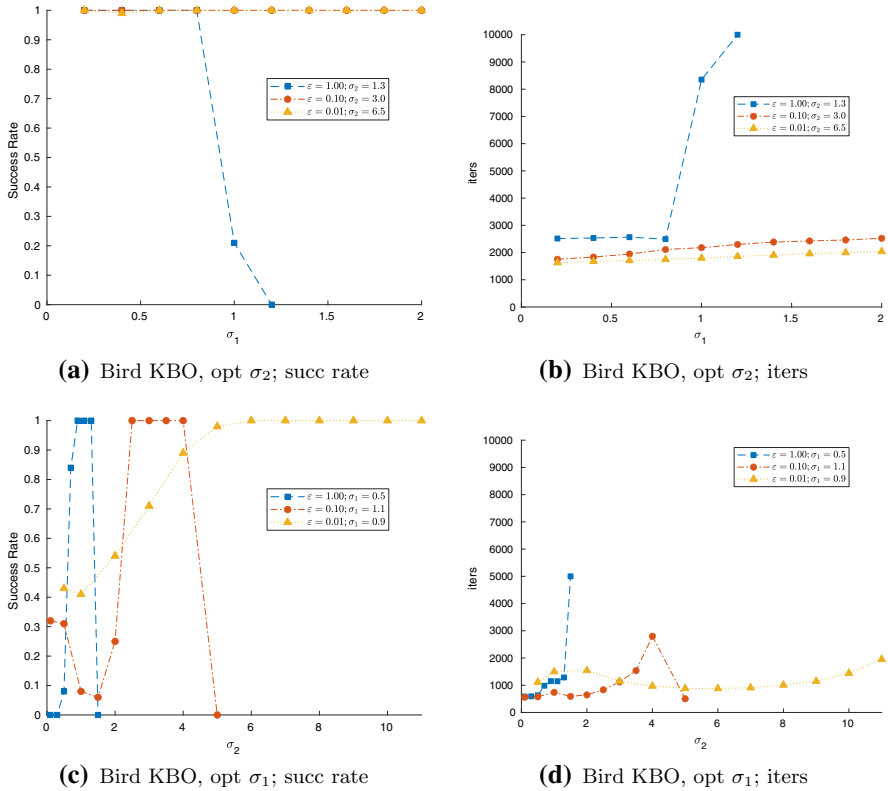 1
0.9
0.8
0.7
0.6
0.5
0.4
0.3
0.2
0.1
0
Success Rate
0 0.5 1 1.5 2
σ₁
ε = 1.00; σ₂ = 1.3
ε = 0.10; σ₂ = 3.0
ε = 0.01; σ₂ = 6.5
(a) Bird KBO, opt σ₂; succ rate
10000
9000
8000
7000
6000
5000
4000
3000
2000
1000
0
iters
0 0.5 1 1.5 2
σ₁
ε = 1.00; σ₂ = 1.3
ε = 0.10; σ₂ = 3.0
ε = 0.01; σ₂ = 6.5
(b) Bird KBO, opt σ₂; iters
1
0.9
0.8
0.7
0.6
0.5
0.4
0.3
0.2
0.1
0
Success Rate
0 2 4 6 8 10
σ₂
ε = 1.00; σ₁ = 0.5
ε = 0.10; σ₁ = 1.1
ε = 0.01; σ₁ = 0.9
(c) Bird KBO, opt σ₁; succ rate
10000
9000
8000
7000
6000
5000
4000
3000
2000
1000
0
iters
0 2 4 6 8 10
σ₂
ε = 1.00; σ₁ = 0.5
ε = 0.10; σ₁ = 1.1
ε = 0.01; σ₁ = 0.9
(d) Bird KBO, opt σ₁; iters